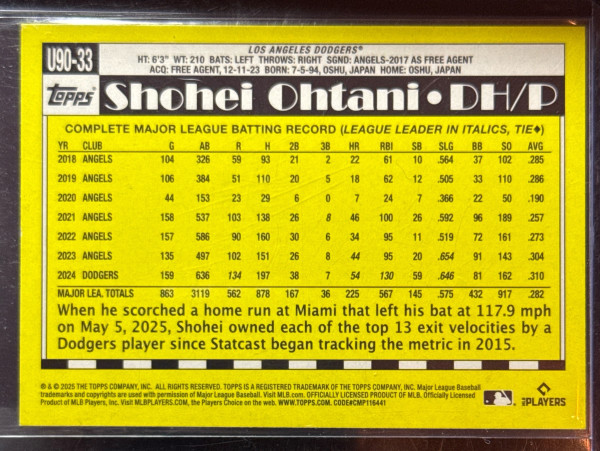 U90-33
LOS ANGELES DODGERS®
HT: 6'3" WT: 210 BATS: LEFT THROWS: RIGHT SGND: ANGELS-2017 AS FREE AGENT
ACQ: FREE AGENT, 12-11-23 BORN: 7-5-94, OSHU, JAPAN HOME: OSHU, JAPAN
topps® Shohei Ohtani • DH/P
COMPLETE MAJOR LEAGUE BATTING RECORD (LEAGUE LEADER IN ITALICS, TIE♦)
YR CLUB G AB R H 2B 3B HR RBI SB SLG BB SO AVG
2018 ANGELS 104 326 59 93 21 2 22 61 10 .564 37 102 .285
2019 ANGELS 106 384 51 110 20 5 18 62 12 .505 33 110 .286
2020 ANGELS 44 153 23 29 6 0 7 24 7 .366 22 50 .190
2021 ANGELS 158 537 103 138 26 8 46 100 26 .592 96 189 .257
2022 ANGELS 157 586 90 160 30 6 34 95 11 .519 72 161 .273
2023 ANGELS 135 497 102 151 26 8 44 95 20 .654 91 143 .304
2024 DODGERS 159 636 134 197 38 7 54 130 59 .646 81 162 .310
MAJOR LEA. TOTALS 863 3119 562 878 167 36 225 567 145 .575 432 917 .282
When he scorched a home run at Miami that left his bat at 117.9 mph
on May 5, 2025, Shohei owned each of the top 13 exit velocities by a
Dodgers player since Statcast began tracking the metric in 2015.
® & © 2025 THE TOPPS COMPANY, INC. ALL RIGHTS RESERVED. TOPPS IS A REGISTERED TRADEMARK OF THE TOPPS COMPANY, INC. Major League Baseball
trademarks and copyrights are used with permission of Major League Baseball. Visit MLB.com. OFFICIALLY LICENSED PRODUCT OF MLB. Officially Licensed
Product of MLB Players, Inc. Visit MLBPLAYERS.com, the Players Choice on the web. WWW.TOPPS.COM. CODE#CMP116441
MLB PLAYERS